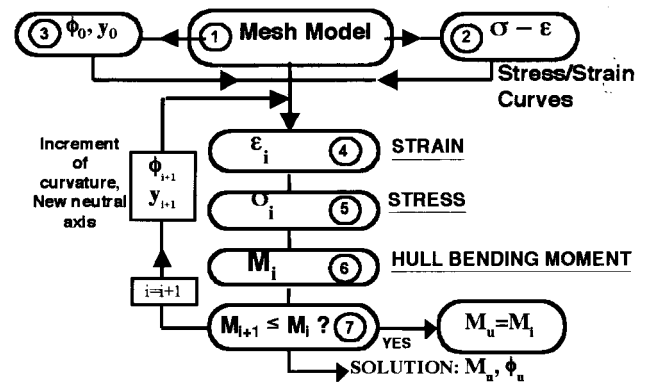 3 ϕ₀, y₀
1 Mesh Model
2 σ – ε
Stress/Strain
Curves
Increment
of
curvature,
New neutral
axis
ϕᵢ₊₁
yᵢ₊₁
i=i+1
εᵢ 4 STRAIN
σᵢ 5 STRESS
Mᵢ 6 HULL BENDING MOMENT
Mᵢ₊₁ ≤ Mᵢ ? 7
YES
Mᵤ=Mᵢ
SOLUTION: Mᵤ, ϕᵤ